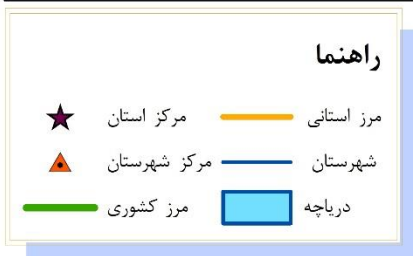 راهنما
مرز استانی مرکز استان
شهرستان مرکز شهرستان
دریاچه مرز کشوری